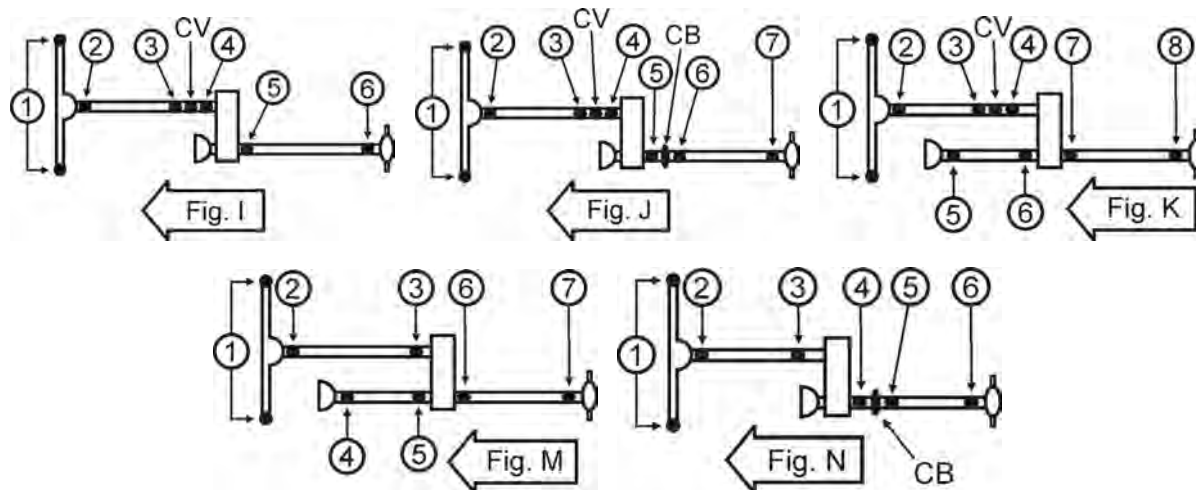 2 3 CV 4
1
5 6
Fig. I
CV
2 3 4 CB
1
5 6 7
Fig. J
CV
2 3 4 7 8
1
5 6
Fig. K
2 3 6 7
1
4 5
Fig. M
2 3 4 5 6
1
Fig. N
CB